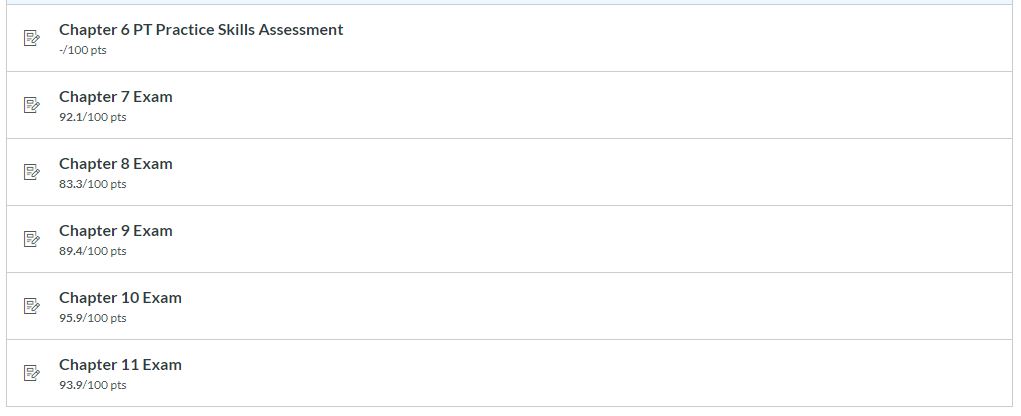 Chapter 6 PT Practice Skills Assessment
-/100 pts
Chapter 7 Exam
92.1/100 pts
Chapter 8 Exam
83.3/100 pts
Chapter 9 Exam
89.4/100 pts
Chapter 10 Exam
95.9/100 pts
Chapter 11 Exam
93.9/100 pts